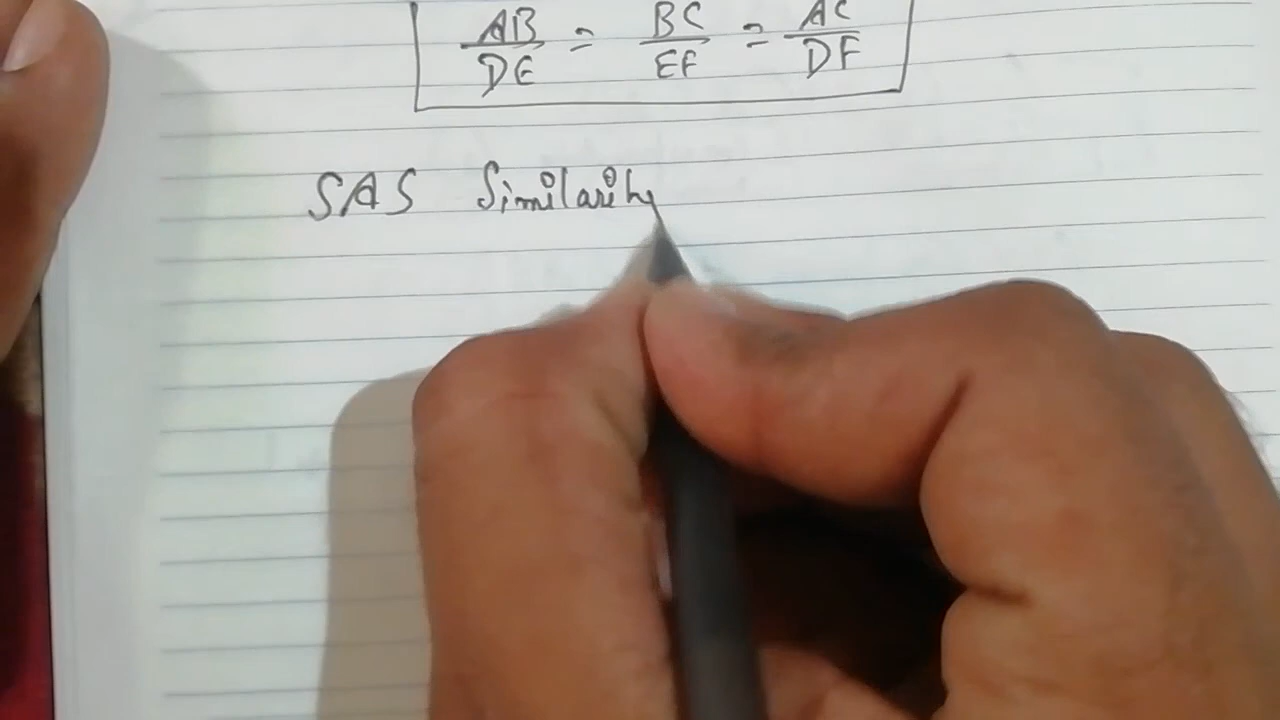 AB/DE = BC/EF = AC/DF
SAS Similarity